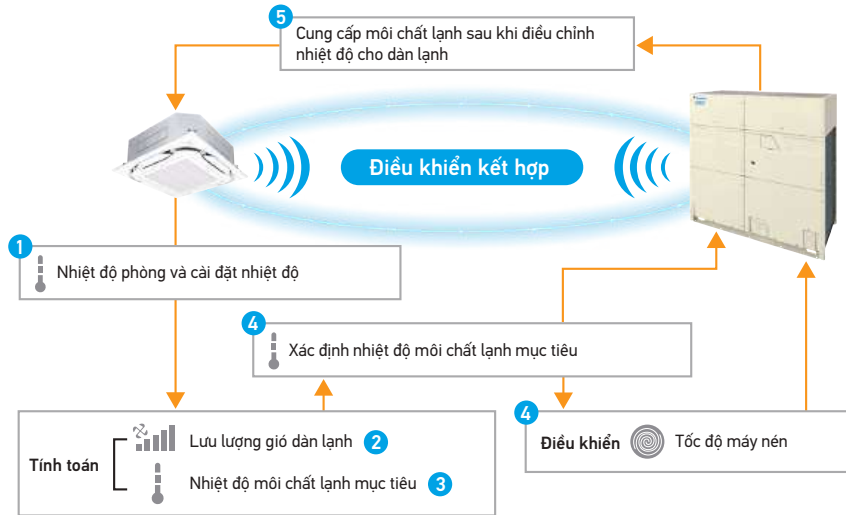 5
Cung cấp môi chất lạnh sau khi điều chỉnh
nhiệt độ cho dàn lạnh
Điều khiển kết hợp
1
Nhiệt độ phòng và cài đặt nhiệt độ
4
Xác định nhiệt độ môi chất lạnh mục tiêu
Tính toán
Lưu lượng gió dàn lạnh 2
Nhiệt độ môi chất lạnh mục tiêu 3
4
Điều khiển Tốc độ máy nén